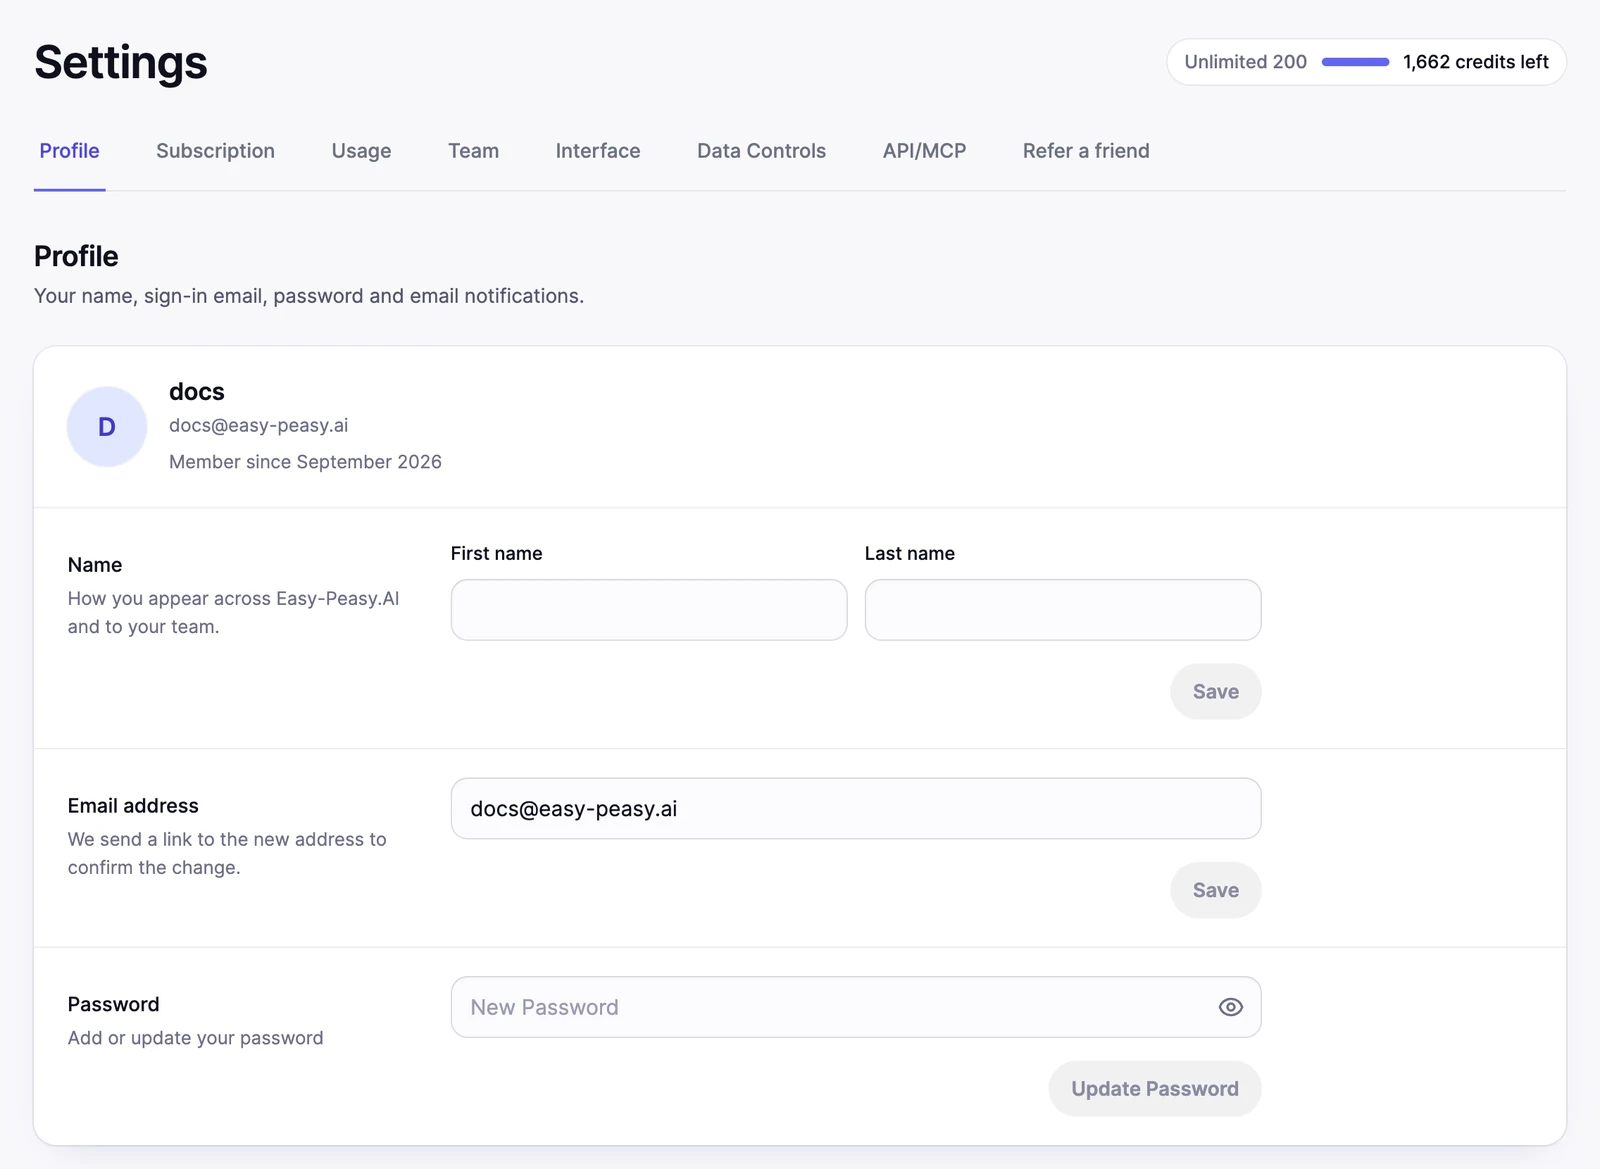 Settings
Unlimited 200 1,662 credits left
Profile Subscription Usage Team Interface Data Controls API/MCP Refer a friend
Profile
Your name, sign-in email, password and email notifications.
D
docs
docs@easy-peasy.ai
Member since September 2026
Name
How you appear across Easy-Peasy.AI
and to your team.
First name
Last name
Save
Email address
We send a link to the new address to
confirm the change.
docs@easy-peasy.ai
Save
Password
Add or update your password
New Password
Update Password